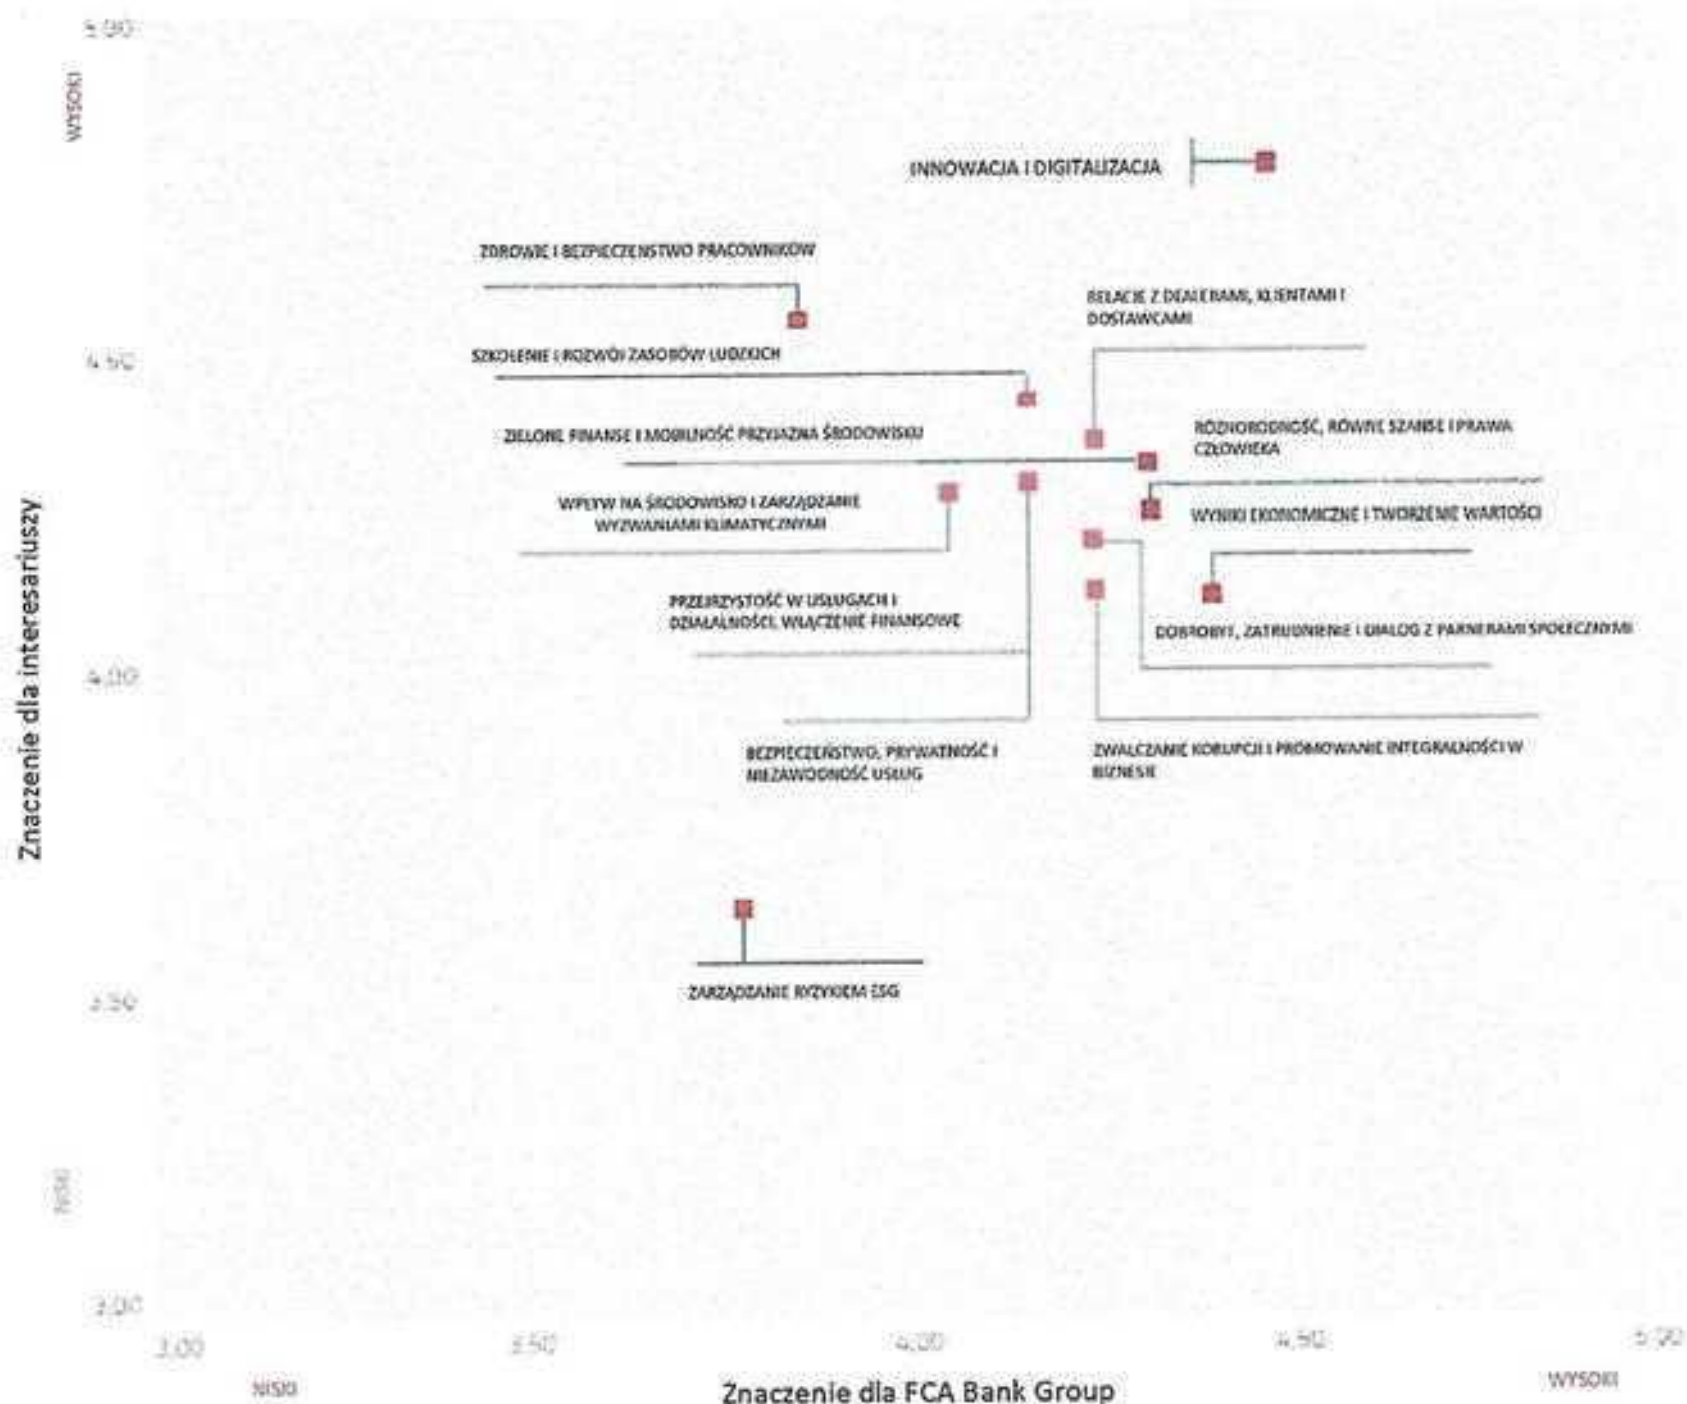 5.00
WYSOKI
INNOWACJA I DIGITALIZACJA
ZDROWIE I BEZPIECZEŃSTWO PRACOWNIKÓW
RELACJE Z DEALERAMI, KLIENTAMI I
DOSTAWCAMI
SZKOLENIE I ROZWÓJ ZASOBÓW LUDZKICH
4.50
ZIELONE FINANSE I MOBILNOŚĆ PRZYJAZNA ŚRODOWISKU
RÓŻNORODNOŚĆ, RÓWNE SZANSE I PRAWA
CZŁOWIEKA
WPŁYW NA ŚRODOWISKO I ZARZĄDZANIE
WYZWANIAMI KLIMATYCZNYMI
WYNIKI EKONOMICZNE I TWORZENIE WARTOŚCI
PRZEJRZYSTOŚĆ W USŁUGACH I
DZIAŁALNOŚCI, WŁĄCZENIE FINANSOWE
DOBROBYT, ZATRUDNIENIE I DIALOG Z PARNERAMI SPOŁECZNYMI
4.00
Znaczenie dla interesariuszy
BEZPIECZEŃSTWO, PRYWATNOŚĆ I
NIEZAWODNOŚĆ USŁUG
ZWALCZANIE KORUPCJI I PROMOWANIE INTEGRALNOŚCI W
BIZNESIE
ZARZĄDZANIE RYZYKIEM ESG
3.50
NISKI
3.00
3.00
3.50
4.00
4.50
5.00
NISKI
Znaczenie dla FCA Bank Group
WYSOKI